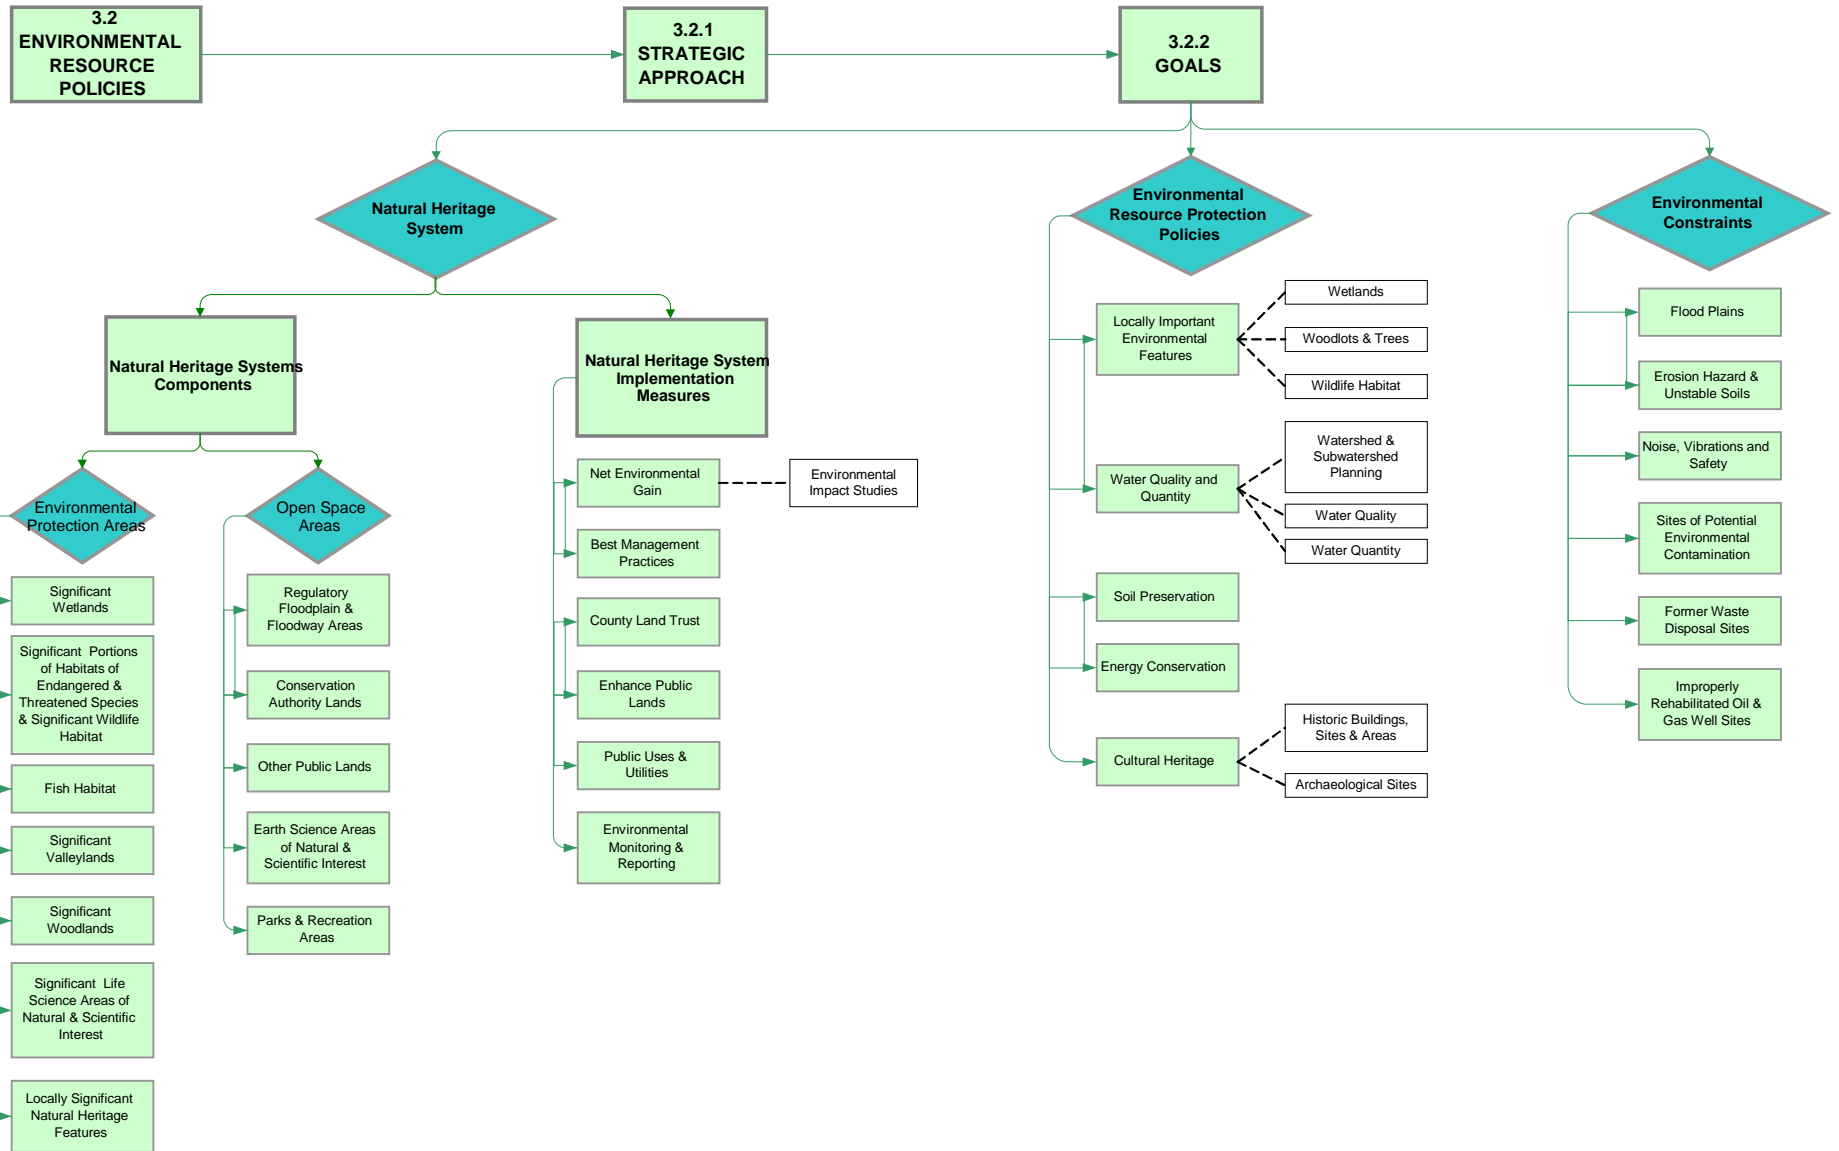 3.2
ENVIRONMENTAL
RESOURCE
POLICIES
3.2.1
STRATEGIC
APPROACH
3.2.2
GOALS
Natural Heritage
System
Environmental
Resource Protection
Policies
Environmental
Constraints
Natural Heritage Systems
Components
Natural Heritage System
Implementation
Measures
Environmental
Protection Areas
Open Space
Areas
Significant
Wetlands
Significant Portions
of Habitats of
Endangered &
Threatened Species
& Significant Wildlife
Habitat
Fish Habitat
Significant
Valleylands
Significant
Woodlands
Significant Life
Science Areas of
Natural & Scientific
Interest
Locally Significant
Natural Heritage
Features
Regulatory
Floodplain &
Floodway Areas
Conservation
Authority Lands
Other Public Lands
Earth Science Areas
of Natural &
Scientific Interest
Parks & Recreation
Areas
Net Environmental
Gain
Environmental
Impact Studies
Best Management
Practices
County Land Trust
Enhance Public
Lands
Public Uses &
Utilities
Environmental
Monitoring &
Reporting
Locally Important
Environmental
Features
Wetlands
Woodlots & Trees
Wildlife Habitat
Water Quality and
Quantity
Watershed &
Subwatershed
Planning
Water Quality
Water Quantity
Soil Preservation
Energy Conservation
Cultural Heritage
Historic Buildings,
Sites & Areas
Archaeological Sites
Flood Plains
Erosion Hazard &
Unstable Soils
Noise, Vibrations and
Safety
Sites of Potential
Environmental
Contamination
Former Waste
Disposal Sites
Improperly
Rehabilitated Oil &
Gas Well Sites